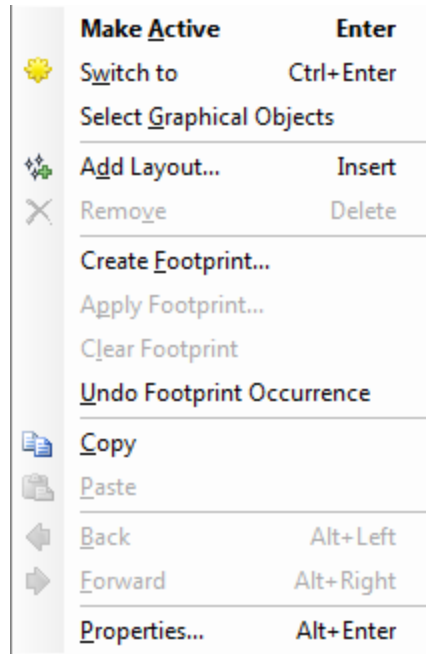 Make Active Enter
Switch to Ctrl+Enter
Select Graphical Objects
Add Layout... Insert
Remove Delete
Create Footprint...
Apply Footprint...
Clear Footprint
Undo Footprint Occurrence
Copy
Paste
Back Alt+Left
Forward Alt+Right
Properties... Alt+Enter